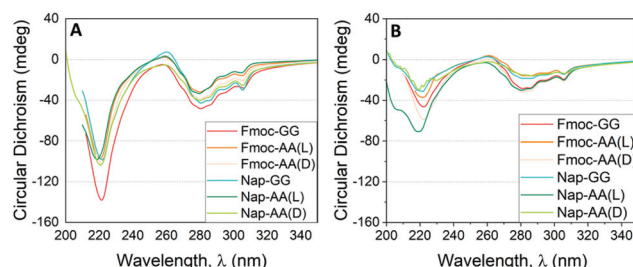 A
Circular Dichroism (mdeg)
40
0
-40
-80
-120
-160
Fmoc-GG
Fmoc-AA(L)
Fmoc-AA(D)
Nap-GG
Nap-AA(L)
Nap-AA(D)
200 220 240 260 280 300 320 340
Wavelength, λ (nm)
B
Circular Dichroism (mdeg)
40
0
-40
-80
-120
-160
Fmoc-GG
Fmoc-AA(L)
Fmoc-AA(D)
Nap-GG
Nap-AA(L)
Nap-AA(D)
200 220 240 260 280 300 320 340
Wavelength, λ (nm)